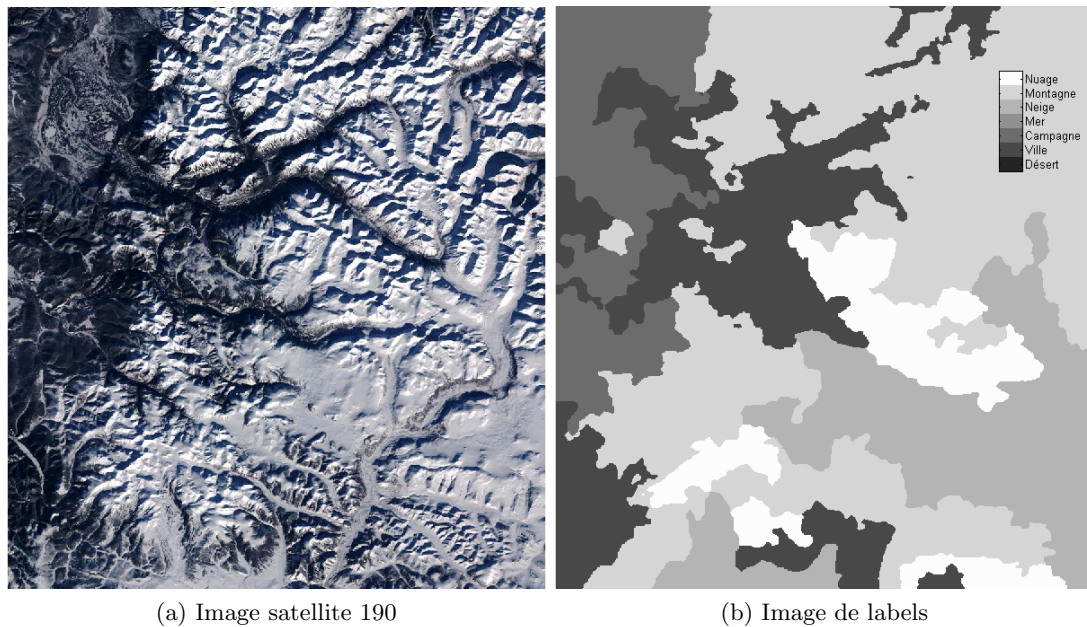 Nuage
Montagne
Neige
Mer
Campagne
Ville
Désert
(a) Image satellite 190
(b) Image de labels